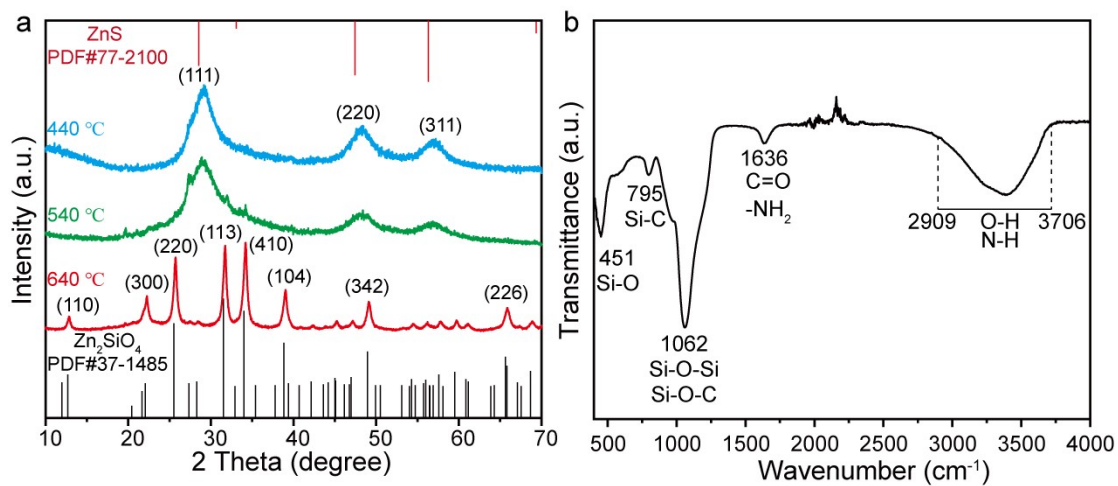 a
ZnS
PDF#77-2100
(111)
440 ℃
(220)
(311)
540 ℃
(113)
(220)
(410)
640 ℃
(300)
(104)
(342)
(226)
(110)
Zn₂SiO₄
PDF#37-1485
Intensity (a.u.)
10 20 30 40 50 60 70
2 Theta (degree)
b
1636
C=O
-NH₂
795
Si-C
2909 O-H 3706
N-H
451
Si-O
1062
Si-O-Si
Si-O-C
Transmittance (a.u.)
500 1000 1500 2000 2500 3000 3500 4000
Wavenumber (cm⁻¹)